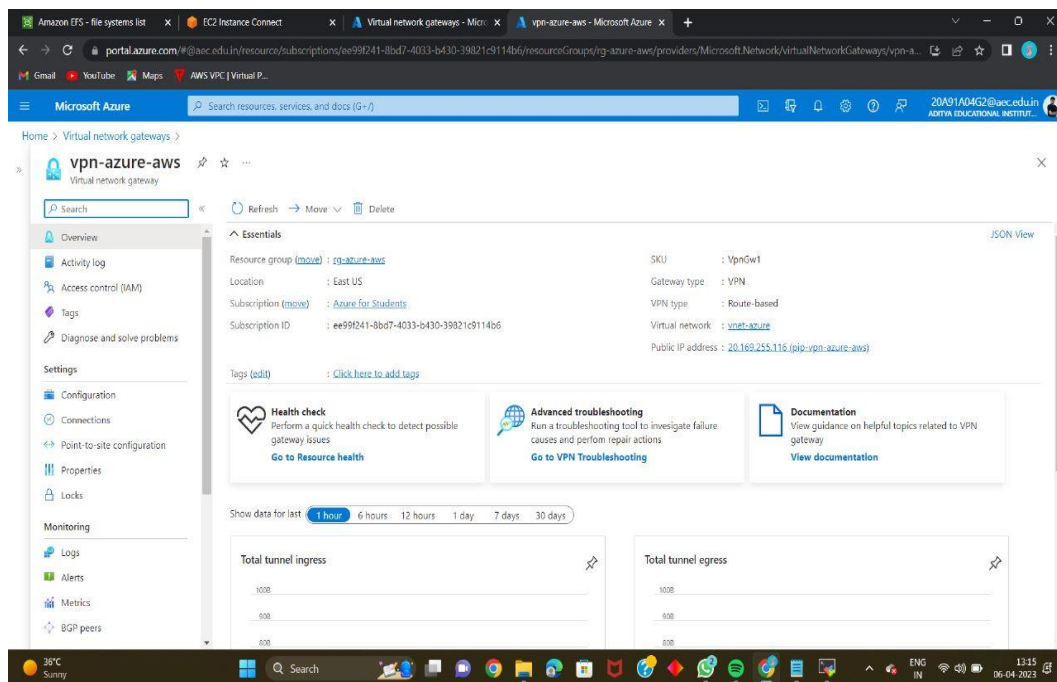 Amazon EFS - file systems list
EC2 Instance Connect
Virtual network gateways - Micr
vpn-azure-aws - Microsoft Azure
portal.azure.com/#@aec.edu.in/resource/subscriptions/ee99f241-8bd7-4033-b430-39821c9114b6/resourceGroups/rg-azure-aws/providers/Microsoft.Network/virtualNetworkGateways/vpn-a...
Gmail YouTube Maps AWS VPC | Virtual P...
Microsoft Azure
Search resources, services, and docs (G+/)
20A91A04G2@aec.edu.in
ADITYA EDUCATIONAL INSTITUT...
Home > Virtual network gateways >
vpn-azure-aws
Virtual network gateway
Search
Refresh Move Delete
Overview
Activity log
Access control (IAM)
Tags
Diagnose and solve problems
Settings
Configuration
Connections
Point-to-site configuration
Properties
Locks
Monitoring
Logs
Alerts
Metrics
BGP peers
Essentials
JSON View
Resource group (move) : rg-azure-aws
Location : East US
Subscription (move) : Azure for Students
Subscription ID : ee99f241-8bd7-4033-b430-39821c9114b6
SKU : VpnGw1
Gateway type : VPN
VPN type : Route-based
Virtual network : vnet-azure
Public IP address : 20.169.255.116 (pip-vpn-azure-aws)
Tags (edit) : Click here to add tags
Health check
Perform a quick health check to detect possible
gateway issues
Go to Resource health
Advanced troubleshooting
Run a troubleshooting tool to invesigate failure
causes and perfom repair actions
Go to VPN Troubleshooting
Documentation
View guidance on helpful topics related to VPN
gateway
View documentation
Show data for last 1 hour 6 hours 12 hours 1 day 7 days 30 days
Total tunnel ingress
100B
90B
80B
Total tunnel egress
100B
90B
80B
36°C
Sunny
Search
ENG
IN
13:15
06-04-2023